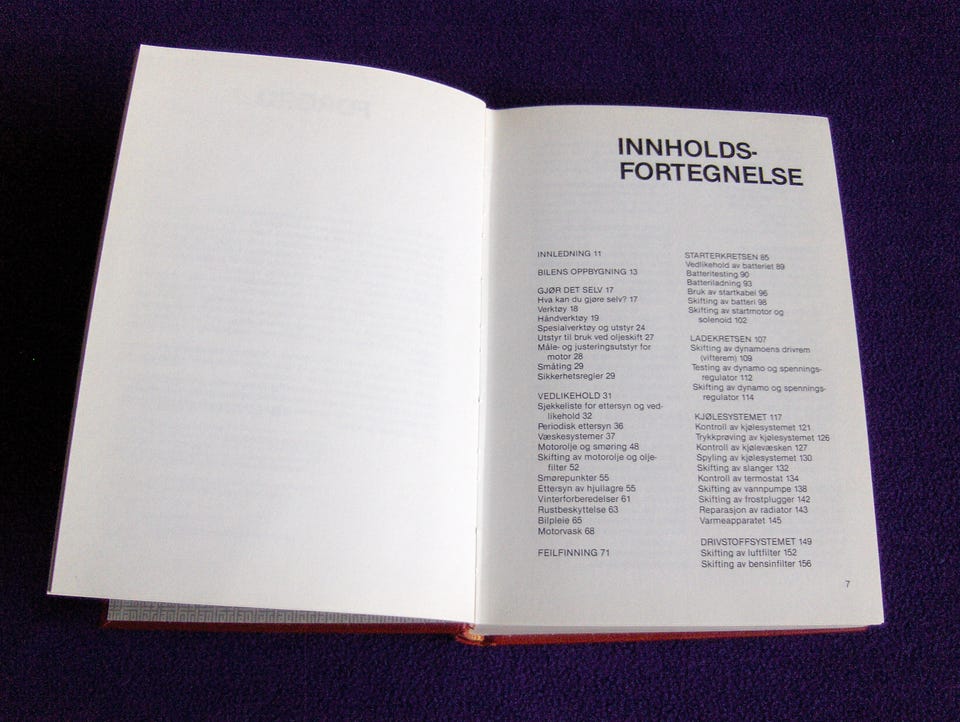 INNHOLDS-
FORTEGNELSE
INNLEDNING 11
BILENS OPPBYGNING 13
GJØR DET SELV 17
Hva kan du gjøre selv? 17
Verktøy 18
Håndverktøy 19
Spesialverktøy og utstyr 24
Utstyr til bruk ved oljeskift 27
Måle- og justeringsutstyr for
motor 28
Småting 29
Sikkerhetsregler 29
VEDLIKEHOLD 31
Sjekkeliste for ettersyn og ved-
likehold 32
Periodisk ettersyn 36
Væskesystemer 37
Motorolje og smøring 48
Skifting av motorolje og olje-
filter 52
Smørepunkter 55
Ettersyn av hjullagre 55
Vinterforberedelser 61
Rustbeskyttelse 63
Bilpleie 65
Motorvask 68
FEILFINNING 71
STARTERKRETSEN 85
Vedlikehold av batteriet 89
Batteritesting 90
Batterilading 93
Bruk av startkabel 96
Skifting av batteri 98
Skifting av startmotor og
solenoid 102
LADEKRETSEN 107
Skifting av dynamoens drivrem
(vifterem) 109
Testing av dynamo og spennings-
regulator 112
Skifting av dynamo og spennings-
regulator 114
KJØLESYSTEMET 117
Kontroll av kjølesystemet 121
Trykkprøving av kjølesystemet 126
Kontroll av kjølevæsken 127
Spyling av kjølesystemet 130
Skifting av slanger 132
Kontroll av termostat 134
Skifting av vannpumpe 138
Skifting av frostplugger 142
Reparasjon av radiator 143
Varmeapparatet 145
DRIVSTOFFSYSTEMET 149
Skifting av luftfilter 152
Skifting av bensinfilter 156
7